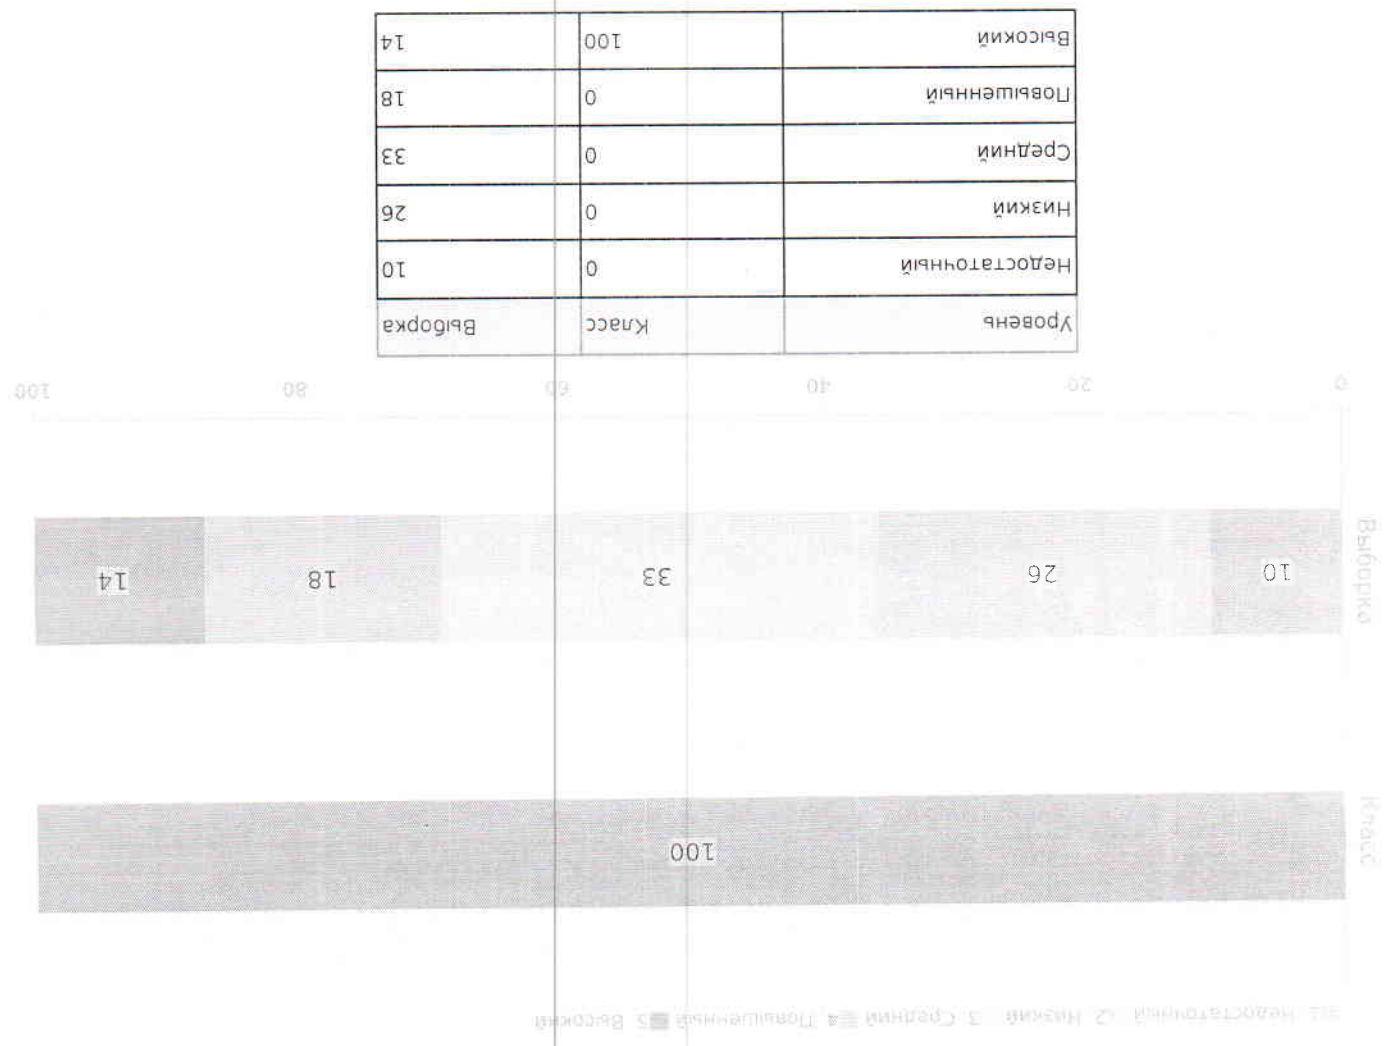 1. Недостаточный 2. Низкий 3. Средний 4. Повышенный 5. Высокий
Класс
100
Выборка
10 26 33 18 14
0 20 40 60 80 100
Уровень Класс Выборка
Недостаточный 0 10
Низкий 0 26
Средний 0 33
Повышенный 0 18
Высокий 100 14